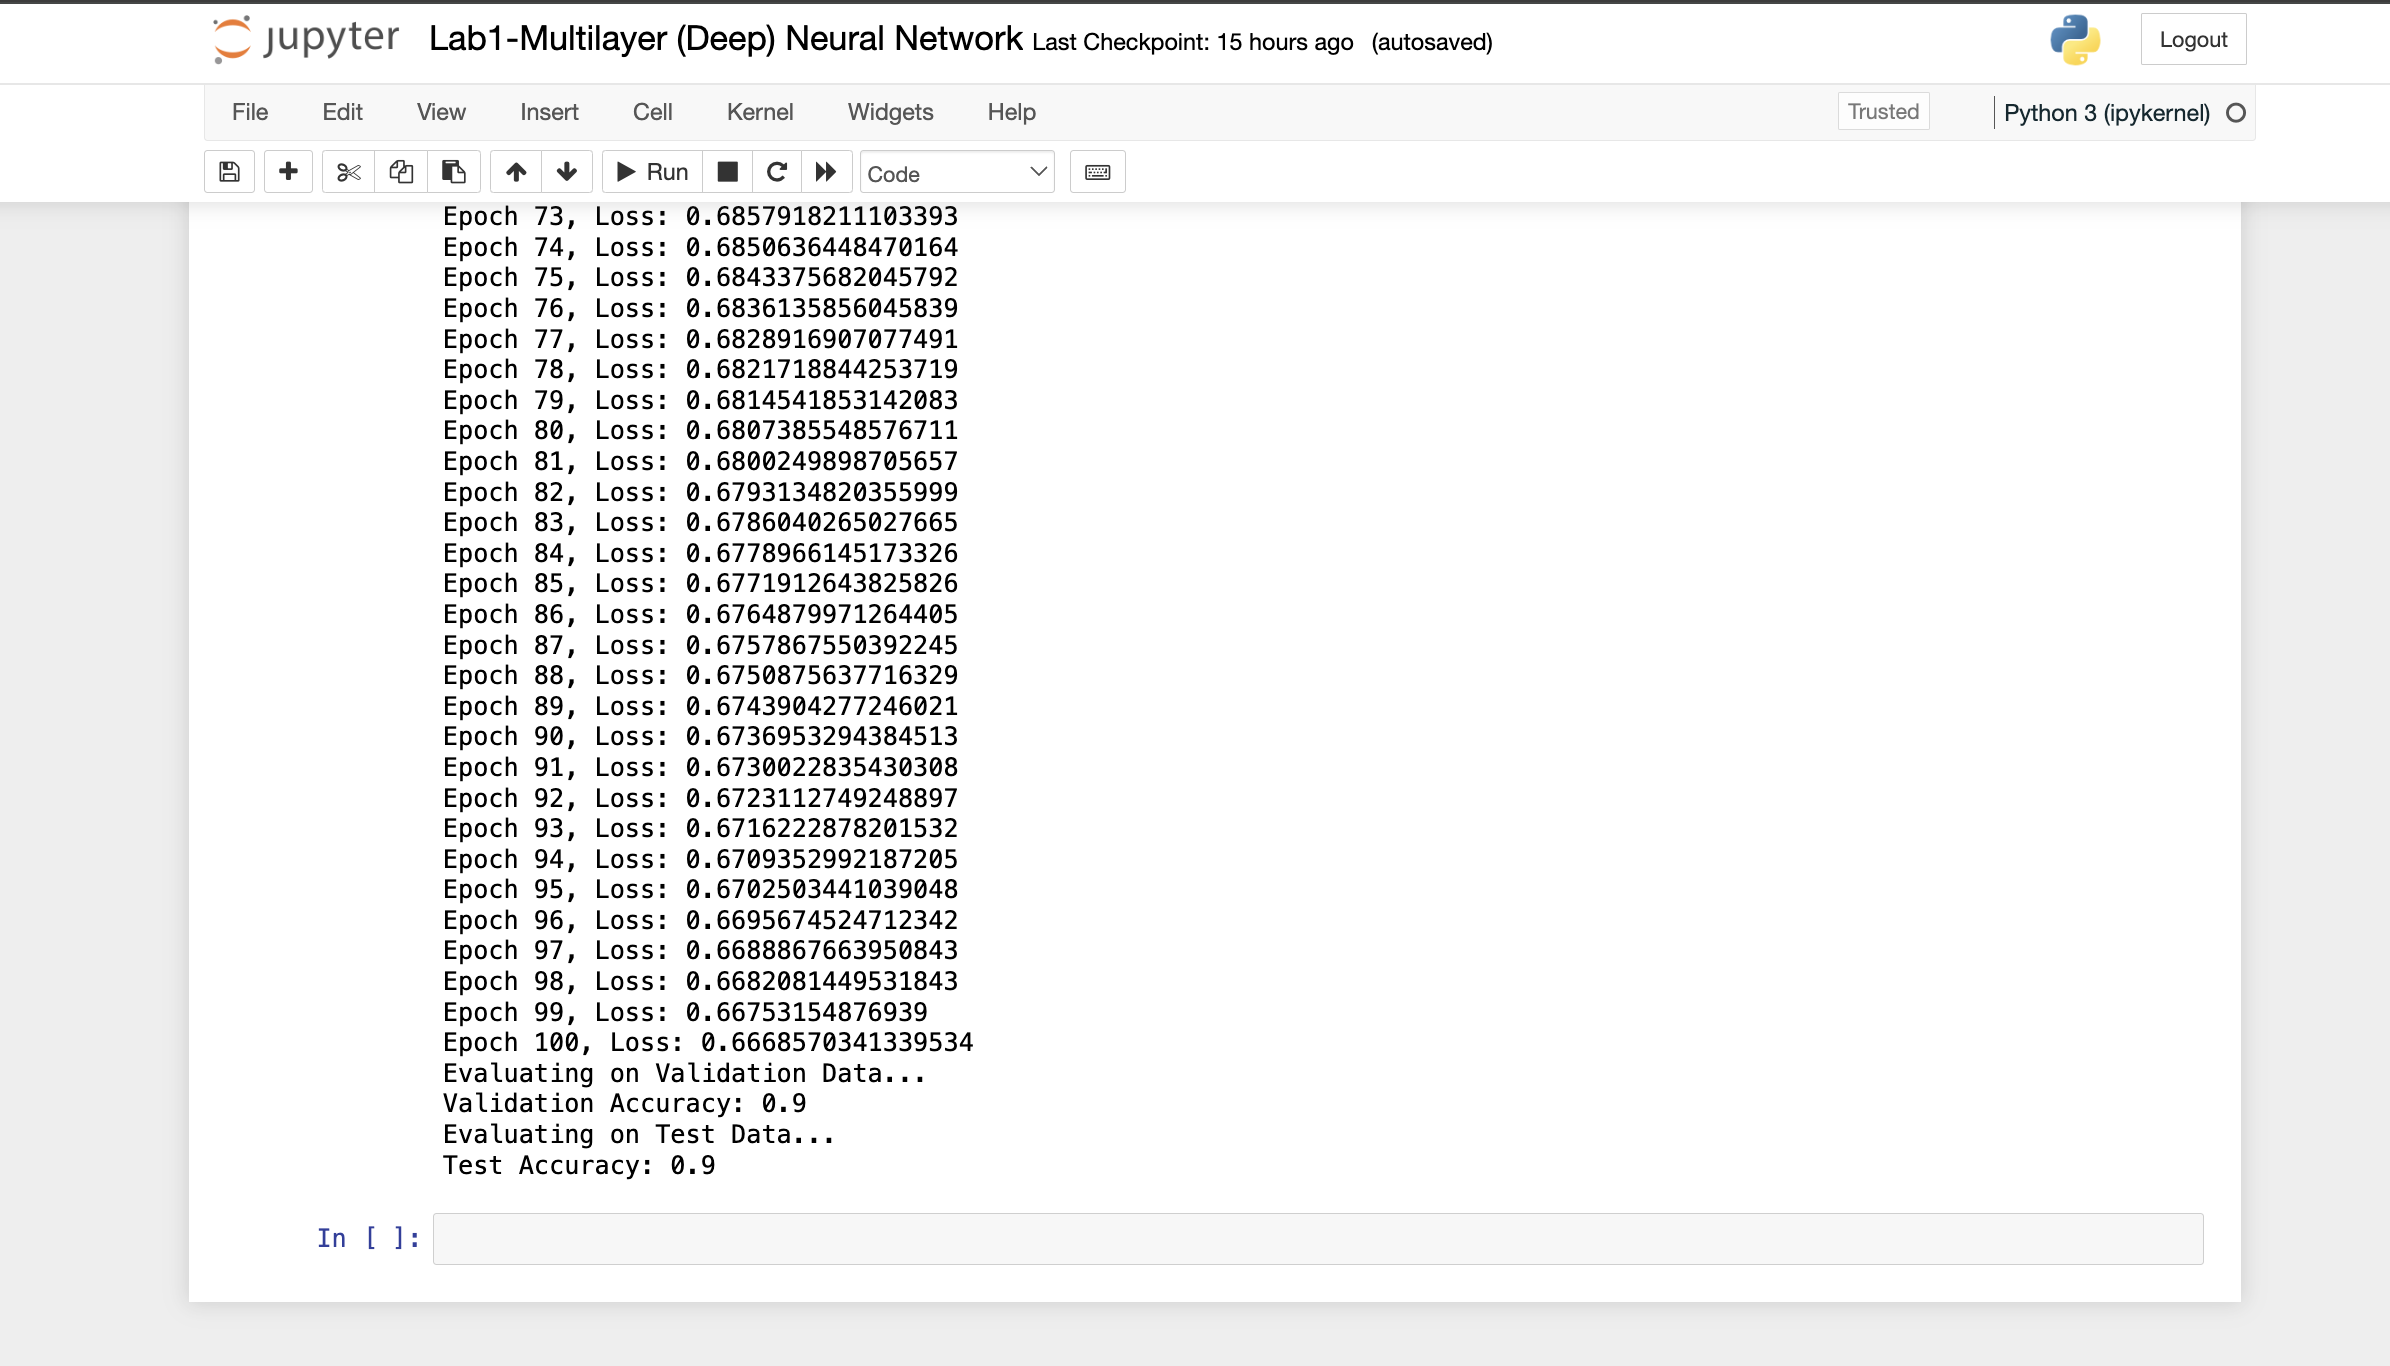 jupyter Lab1-Multilayer (Deep) Neural Network Last Checkpoint: 15 hours ago (autosaved) Logout
File Edit View Insert Cell Kernel Widgets Help Trusted Python 3 (ipykernel)
Run Code
Epoch 73, Loss: 0.6857918211103393
Epoch 74, Loss: 0.6850636448470164
Epoch 75, Loss: 0.6843375682045792
Epoch 76, Loss: 0.6836135856045839
Epoch 77, Loss: 0.6828916907077491
Epoch 78, Loss: 0.6821718844253719
Epoch 79, Loss: 0.6814541853142083
Epoch 80, Loss: 0.6807385548576711
Epoch 81, Loss: 0.6800249898705657
Epoch 82, Loss: 0.6793134820355999
Epoch 83, Loss: 0.6786040265027665
Epoch 84, Loss: 0.6778966145173326
Epoch 85, Loss: 0.6771912643825826
Epoch 86, Loss: 0.6764879971264405
Epoch 87, Loss: 0.6757867550392245
Epoch 88, Loss: 0.6750875637716329
Epoch 89, Loss: 0.6743904277246021
Epoch 90, Loss: 0.6736953294384513
Epoch 91, Loss: 0.6730022835430308
Epoch 92, Loss: 0.6723112749248897
Epoch 93, Loss: 0.6716222878201532
Epoch 94, Loss: 0.6709352992187205
Epoch 95, Loss: 0.6702503441039048
Epoch 96, Loss: 0.6695674524712342
Epoch 97, Loss: 0.6688867663950843
Epoch 98, Loss: 0.6682081449531843
Epoch 99, Loss: 0.66753154876939
Epoch 100, Loss: 0.6668570341339534
Evaluating on Validation Data...
Validation Accuracy: 0.9
Evaluating on Test Data...
Test Accuracy: 0.9
In [ ]: